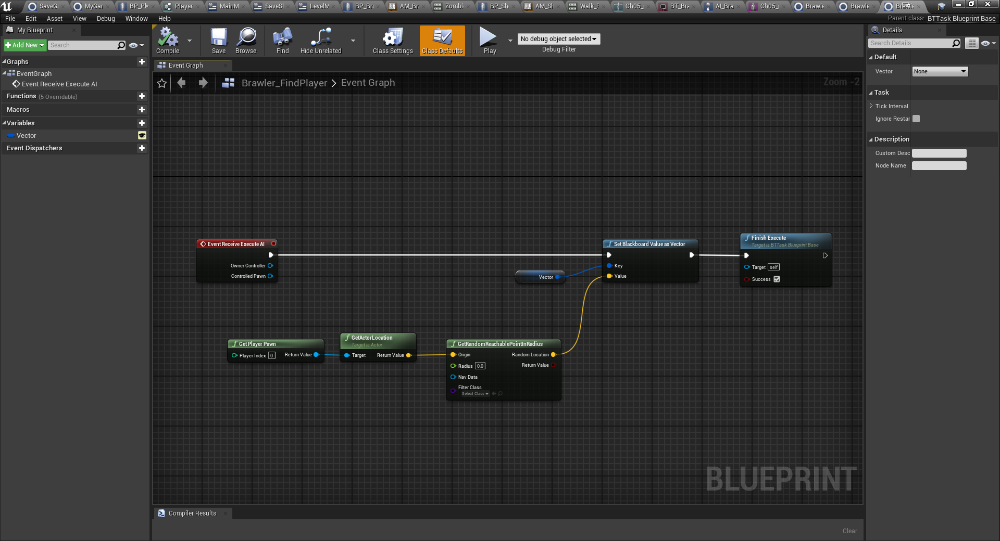 SaveG
MyGar
BP_Pl*
Player
MainM
SaveSl
LevelM
BP_Br
AM_Br
Zombi
BP_Sh
AM_Sh
Walk_F
Ch05_
BT_Bra
AI_Bra
Ch05_
Brawle
Brawle
File Edit Asset View Debug Window Help
Parent class: BTTask Blueprint Base
My Blueprint
Add New
Search
Graphs
EventGraph
Event Receive Execute AI
Functions (5 Overridable)
Macros
Variables
Vector
Event Dispatchers
Compile
Save
Browse
Find
Hide Unrelated
Class Settings
Class Defaults
Play
No debug object selected
Debug Filter
Event Graph
Brawler_FindPlayer > Event Graph
Zoom -2
Event Receive Execute AI
Owner Controller
Controlled Pawn
Vector
Set Blackboard Value as Vector
Key
Value
Finish Execute
Target is BTTask Blueprint Base
Target self
Success
Get Player Pawn
Player Index 0 Return Value
GetActorLocation
Target is Actor
Target Return Value
GetRandomReachablePointInRadius
Origin Random Location
Radius 0.0 Return Value
Nav Data
Filter Class
Select Class
BLUEPRINT
Compiler Results
Clear
Details
Search Details
Default
Vector None
Task
Tick Interval
Ignore Restar
Description
Custom Desc
Node Name